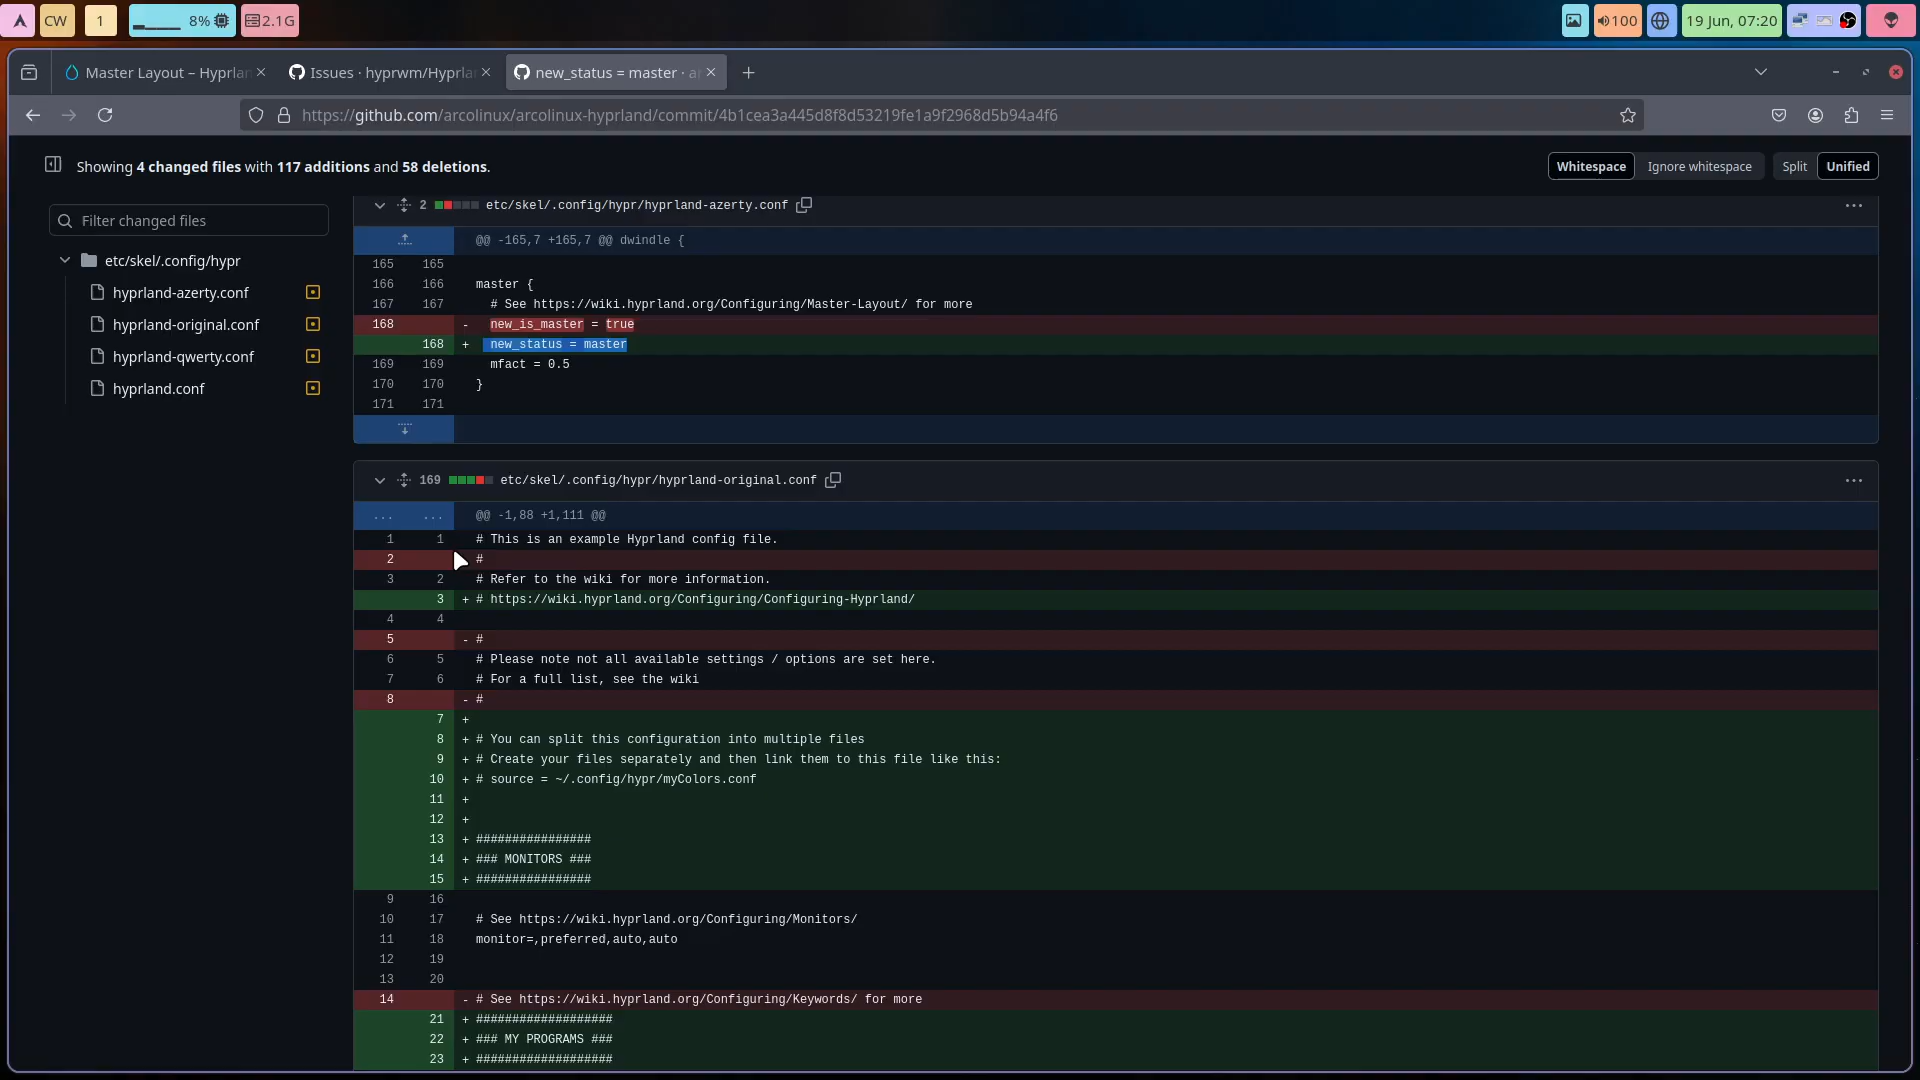 CW
1
8%
2.1G
100
19 Jun, 07:20
Master Layout – Hyprlan
Issues · hyprwm/Hyprla
new_status = master · a
https://github.com/arcolinux/arcolinux-hyprland/commit/4b1cea3a445d8f8d53219fe1a9f2968d5b94a4f6
Showing 4 changed files with 117 additions and 58 deletions.
Whitespace Ignore whitespace Split Unified
Filter changed files
etc/skel/.config/hypr
hyprland-azerty.conf
hyprland-original.conf
hyprland-qwerty.conf
hyprland.conf
2 etc/skel/.config/hypr/hyprland-azerty.conf
@@ -165,7 +165,7 @@ dwindle {
165 165
166 166 master {
167 167 # See https://wiki.hyprland.org/Configuring/Master-Layout/ for more
168 - new_is_master = true
168 + new_status = master
169 169 mfact = 0.5
170 170 }
171 171
169 etc/skel/.config/hypr/hyprland-original.conf
... ... @@ -1,88 +1,111 @@
1 1 # This is an example Hyprland config file.
2 #
3 2 # Refer to the wiki for more information.
3 + # https://wiki.hyprland.org/Configuring/Configuring-Hyprland/
4 4
5 - #
6 5 # Please note not all available settings / options are set here.
7 6 # For a full list, see the wiki
8 - #
7 +
8 + # You can split this configuration into multiple files
9 + # Create your files separately and then link them to this file like this:
10 + # source = ~/.config/hypr/myColors.conf
11 +
12 +
13 + ################
14 + ### MONITORS ###
15 + ################
9 16
10 17 # See https://wiki.hyprland.org/Configuring/Monitors/
11 18 monitor=,preferred,auto,auto
12 19
13 20
14 - # See https://wiki.hyprland.org/Configuring/Keywords/ for more
21 + ###################
22 + ### MY PROGRAMS ###
23 + ###################